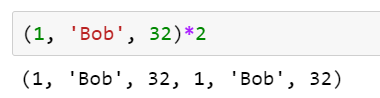 (1, 'Bob', 32)*2
(1, 'Bob', 32, 1, 'Bob', 32)